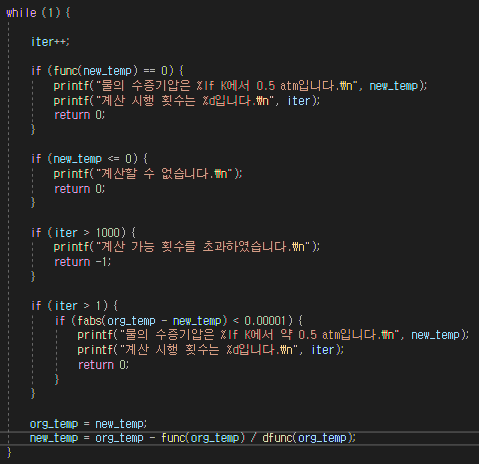 while (1) {
iter++;
if (func(new_temp) == 0) {
printf("물의 수증기압은 %lf K에서 0.5 atm입니다.₩n", new_temp);
printf("계산 시행 횟수는 %d입니다.₩n", iter);
return 0;
}
if (new_temp <= 0) {
printf("계산할 수 없습니다.₩n");
return 0;
}
if (iter > 1000) {
printf("계산 가능 횟수를 초과하였습니다.₩n");
return -1;
}
if (iter > 1) {
if (fabs(org_temp - new_temp) < 0.00001) {
printf("물의 수증기압은 %lf K에서 약 0.5 atm입니다.₩n", new_temp);
printf("계산 시행 횟수는 %d입니다.₩n", iter);
return 0;
}
}
org_temp = new_temp;
new_temp = org_temp - func(org_temp) / dfunc(org_temp);
}